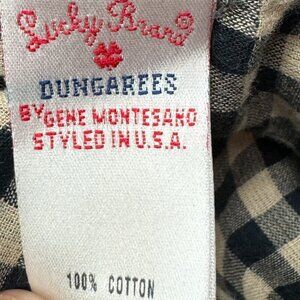 Lucky Brand
DUNGAREES
BY GENE MONTESANO
STYLED IN U.S.A.
100% COTTON